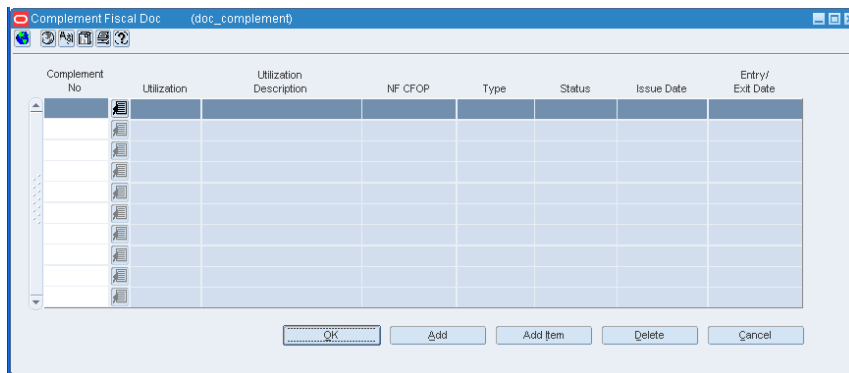 Complement Fiscal Doc (doc_complement)
Complement No
Utilization
Utilization Description
NF CFOP
Type
Status
Issue Date
Entry/ Exit Date
OK
Add
Add Item
Delete
Cancel